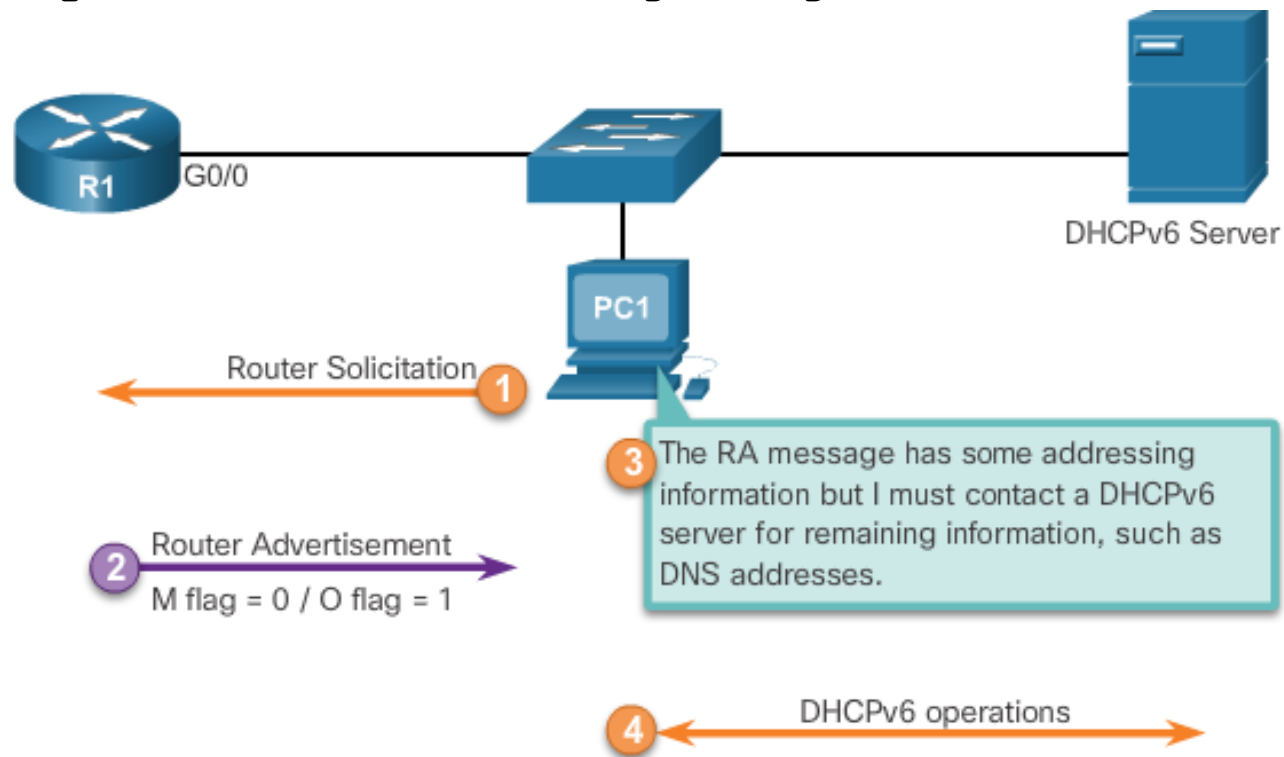 R1
G0/0
DHCPv6 Server
PC1
Router Solicitation
1
3
The RA message has some addressing
information but I must contact a DHCPv6
server for remaining information, such as
DNS addresses.
2
Router Advertisement
M flag = 0 / O flag = 1
4
DHCPv6 operations